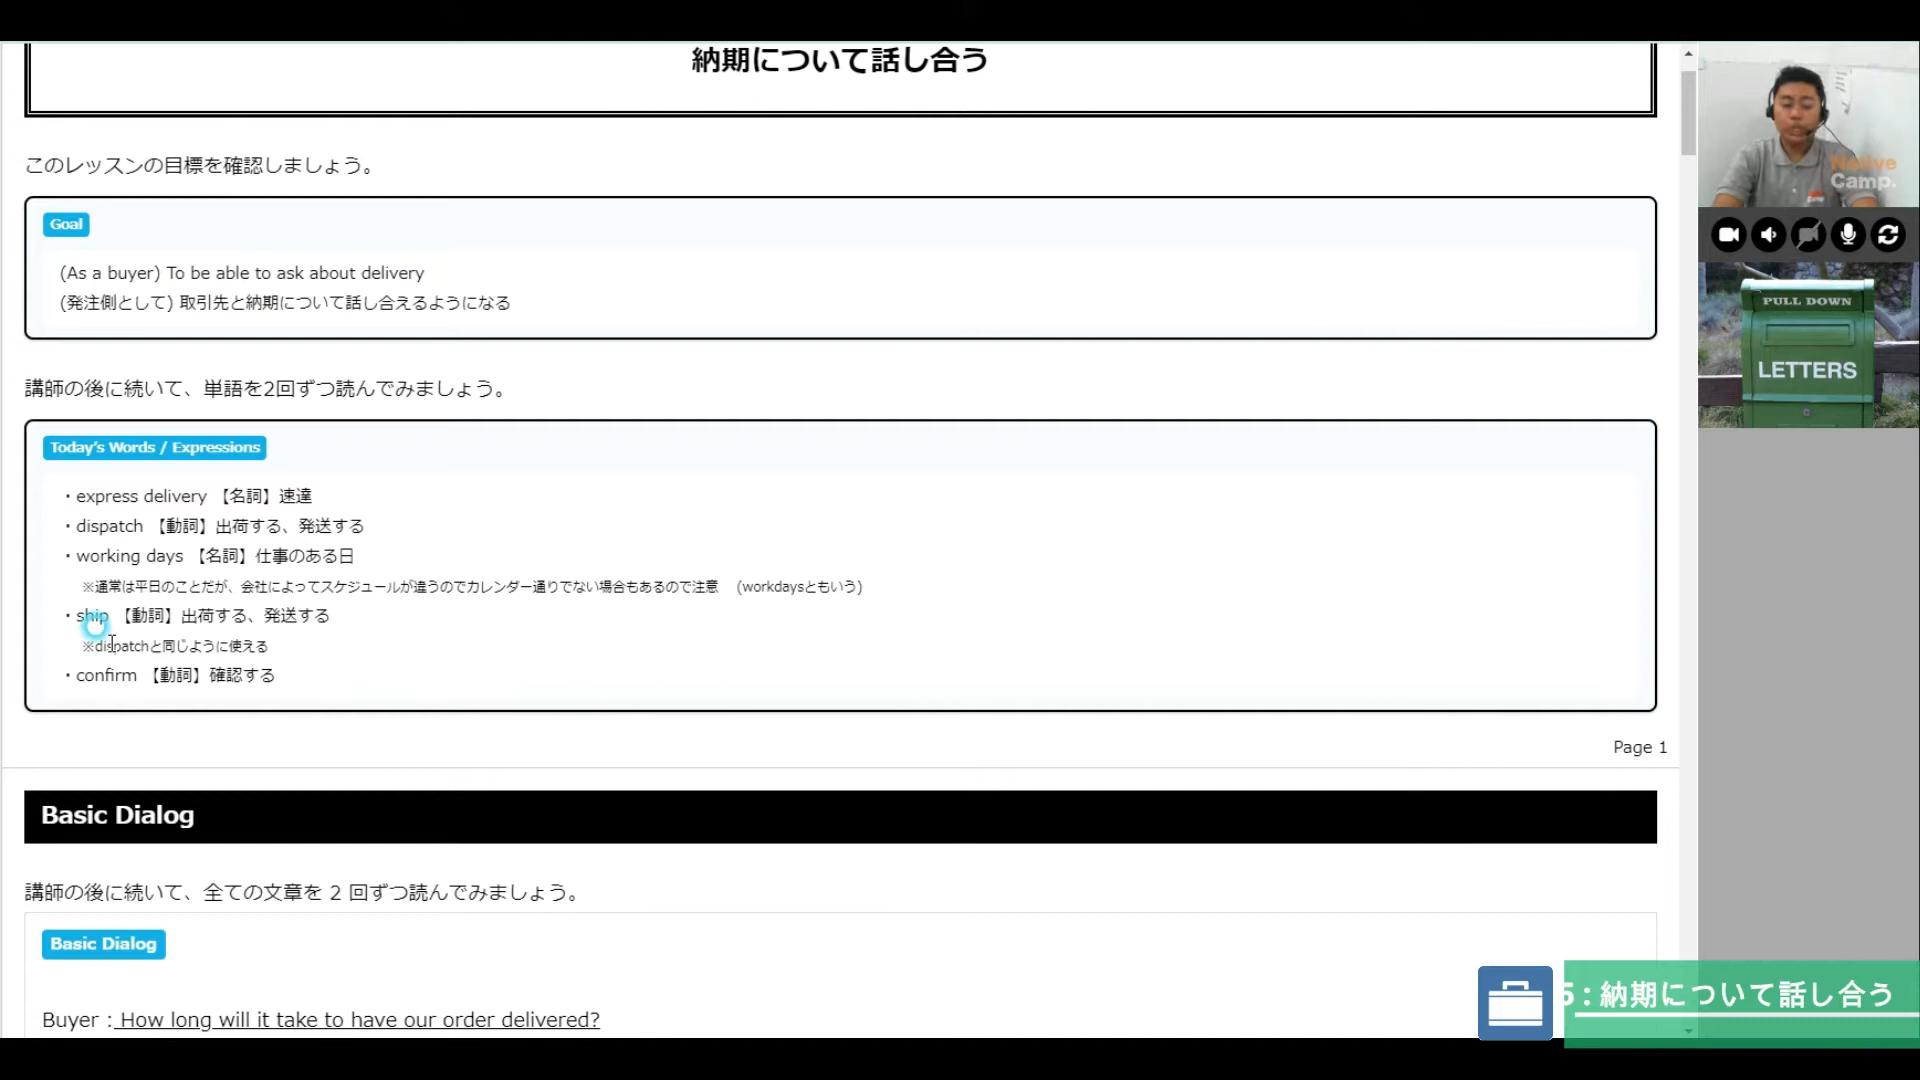 納期について話し合う
このレッスンの目標を確認しましょう。
Goal
(As a buyer) To be able to ask about delivery
(発注側として) 取引先と納期について話し合えるようになる
講師の後に続いて、単語を2回ずつ読んでみましょう。
Today's Words / Expressions
・express delivery 【名詞】速達
・dispatch 【動詞】出荷する、発送する
・working days 【名詞】仕事のある日
※通常は平日のことだが、会社によってスケジュールが違うのでカレンダー通りでない場合もあるので注意　(workdaysともいう)
・ship 【動詞】出荷する、発送する
※dispatchと同じように使える
・confirm 【動詞】確認する
Page 1
Basic Dialog
講師の後に続いて、全ての文章を 2 回ずつ読んでみましょう。
Basic Dialog
Buyer : How long will it take to have our order delivered?
Native
Camp.
PULL DOWN
LETTERS
5 : 納期について話し合う